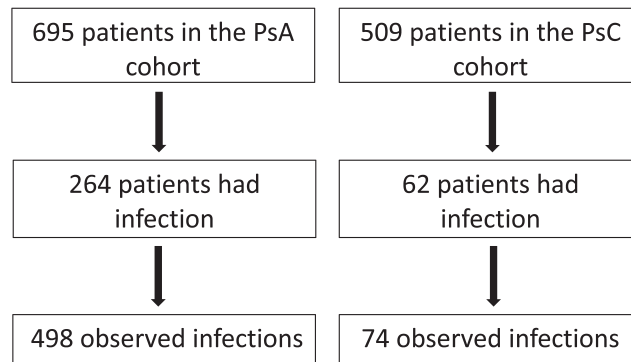 695 patients in the PsA
cohort
264 patients had
infection
498 observed infections
509 patients in the PsC
cohort
62 patients had
infection
74 observed infections